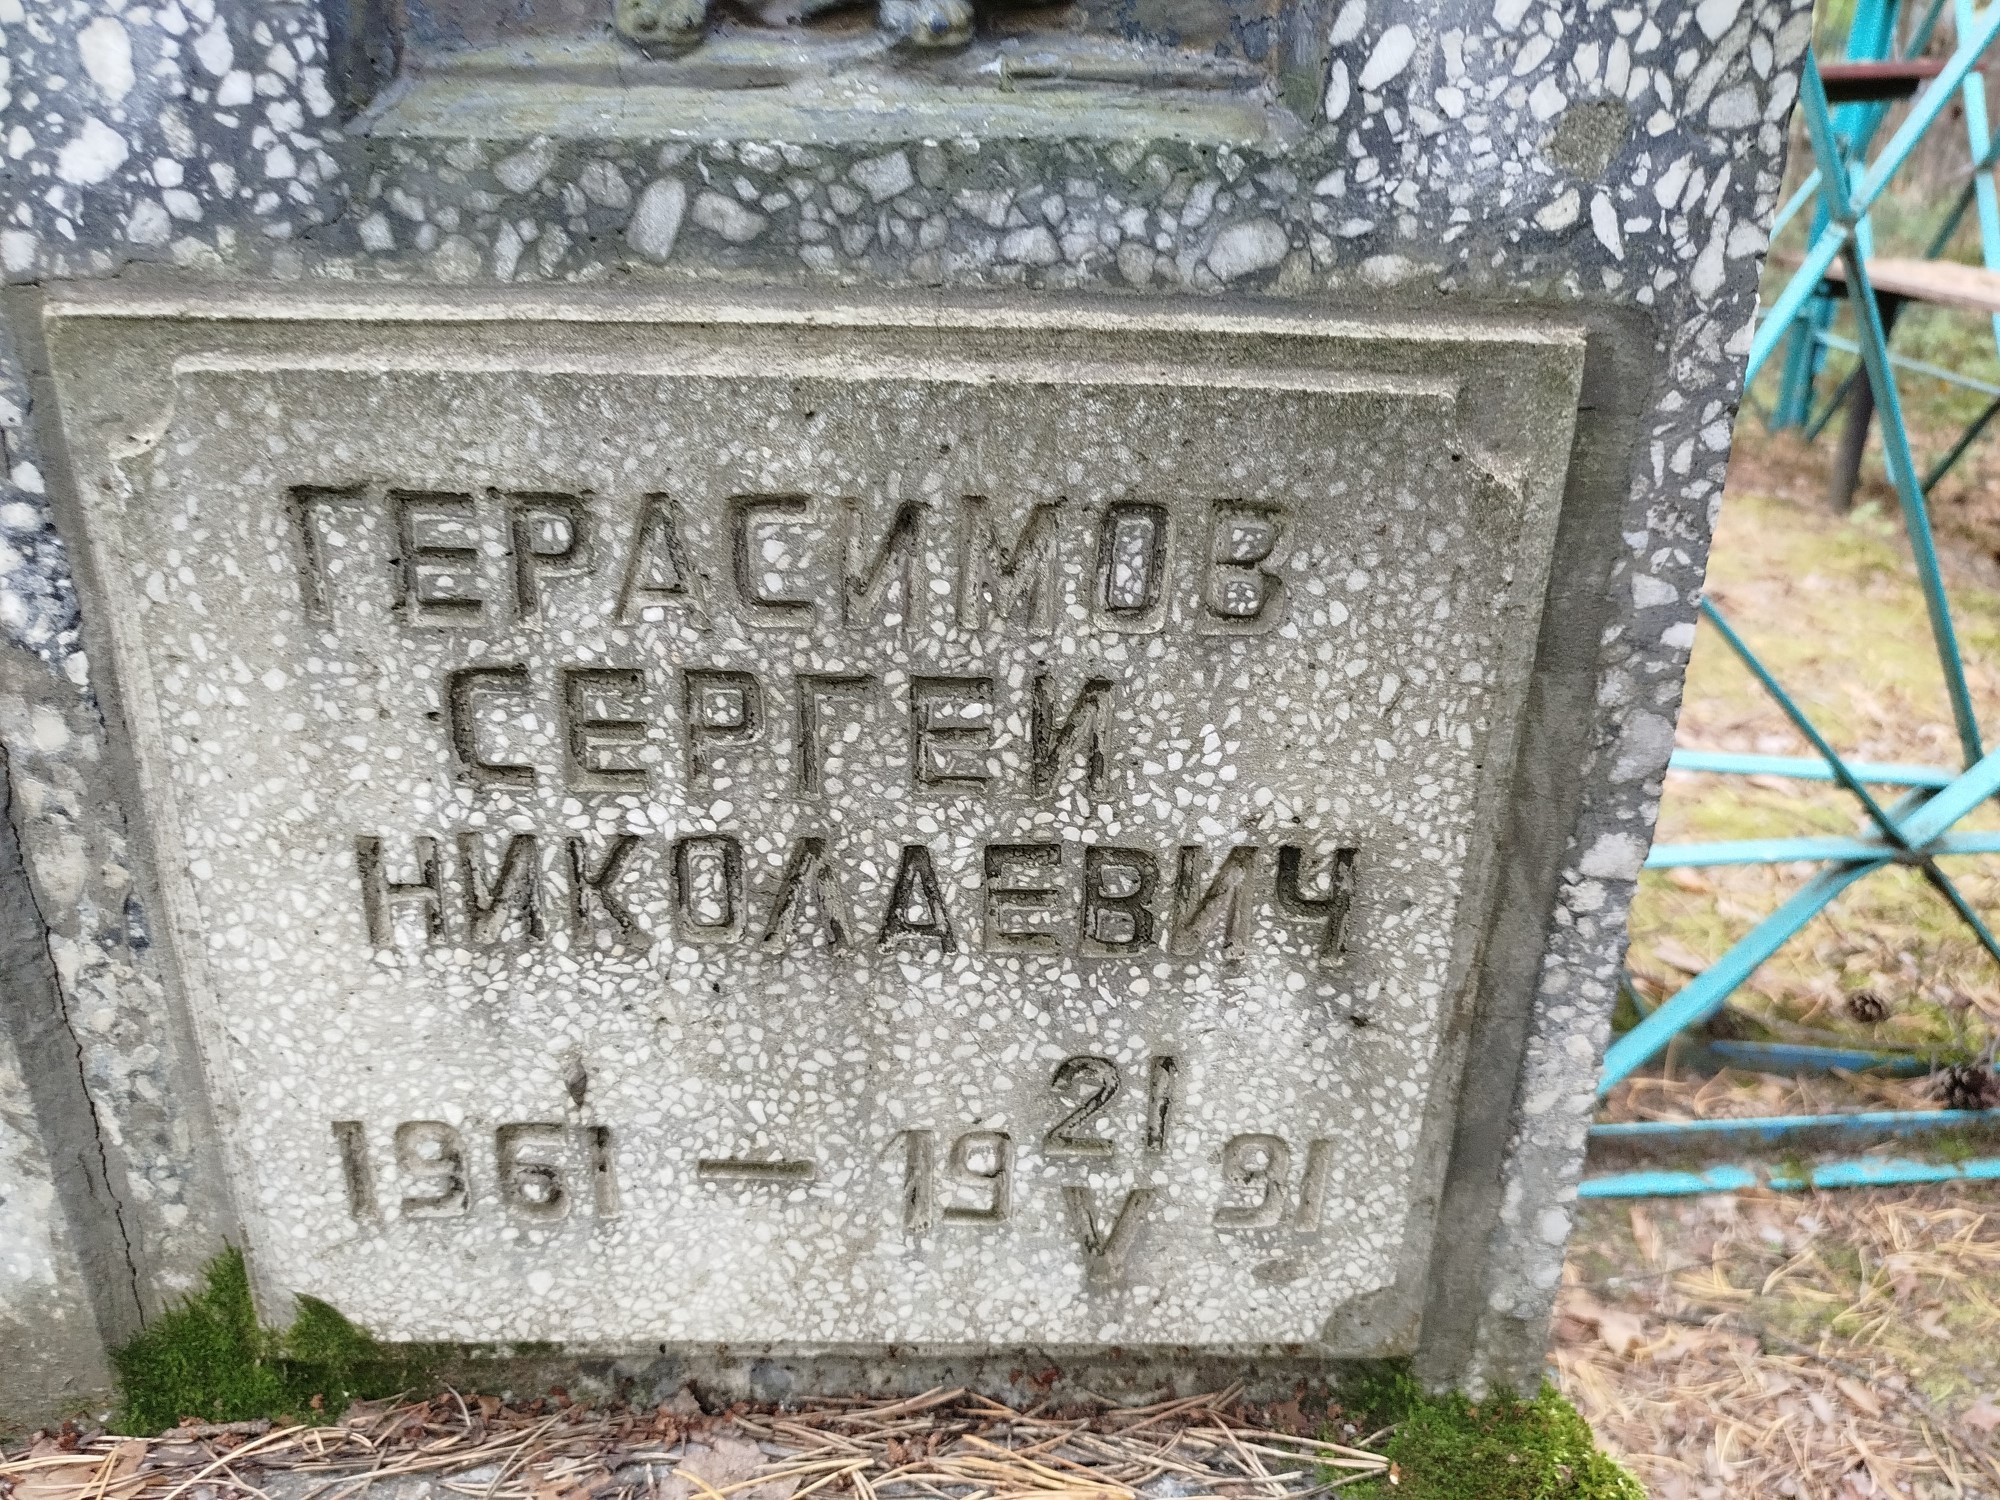 ГЕРАСИМОВ
СЕРГЕЙ
НИКОЛАЕВИЧ
1961 — 19 21/V 91